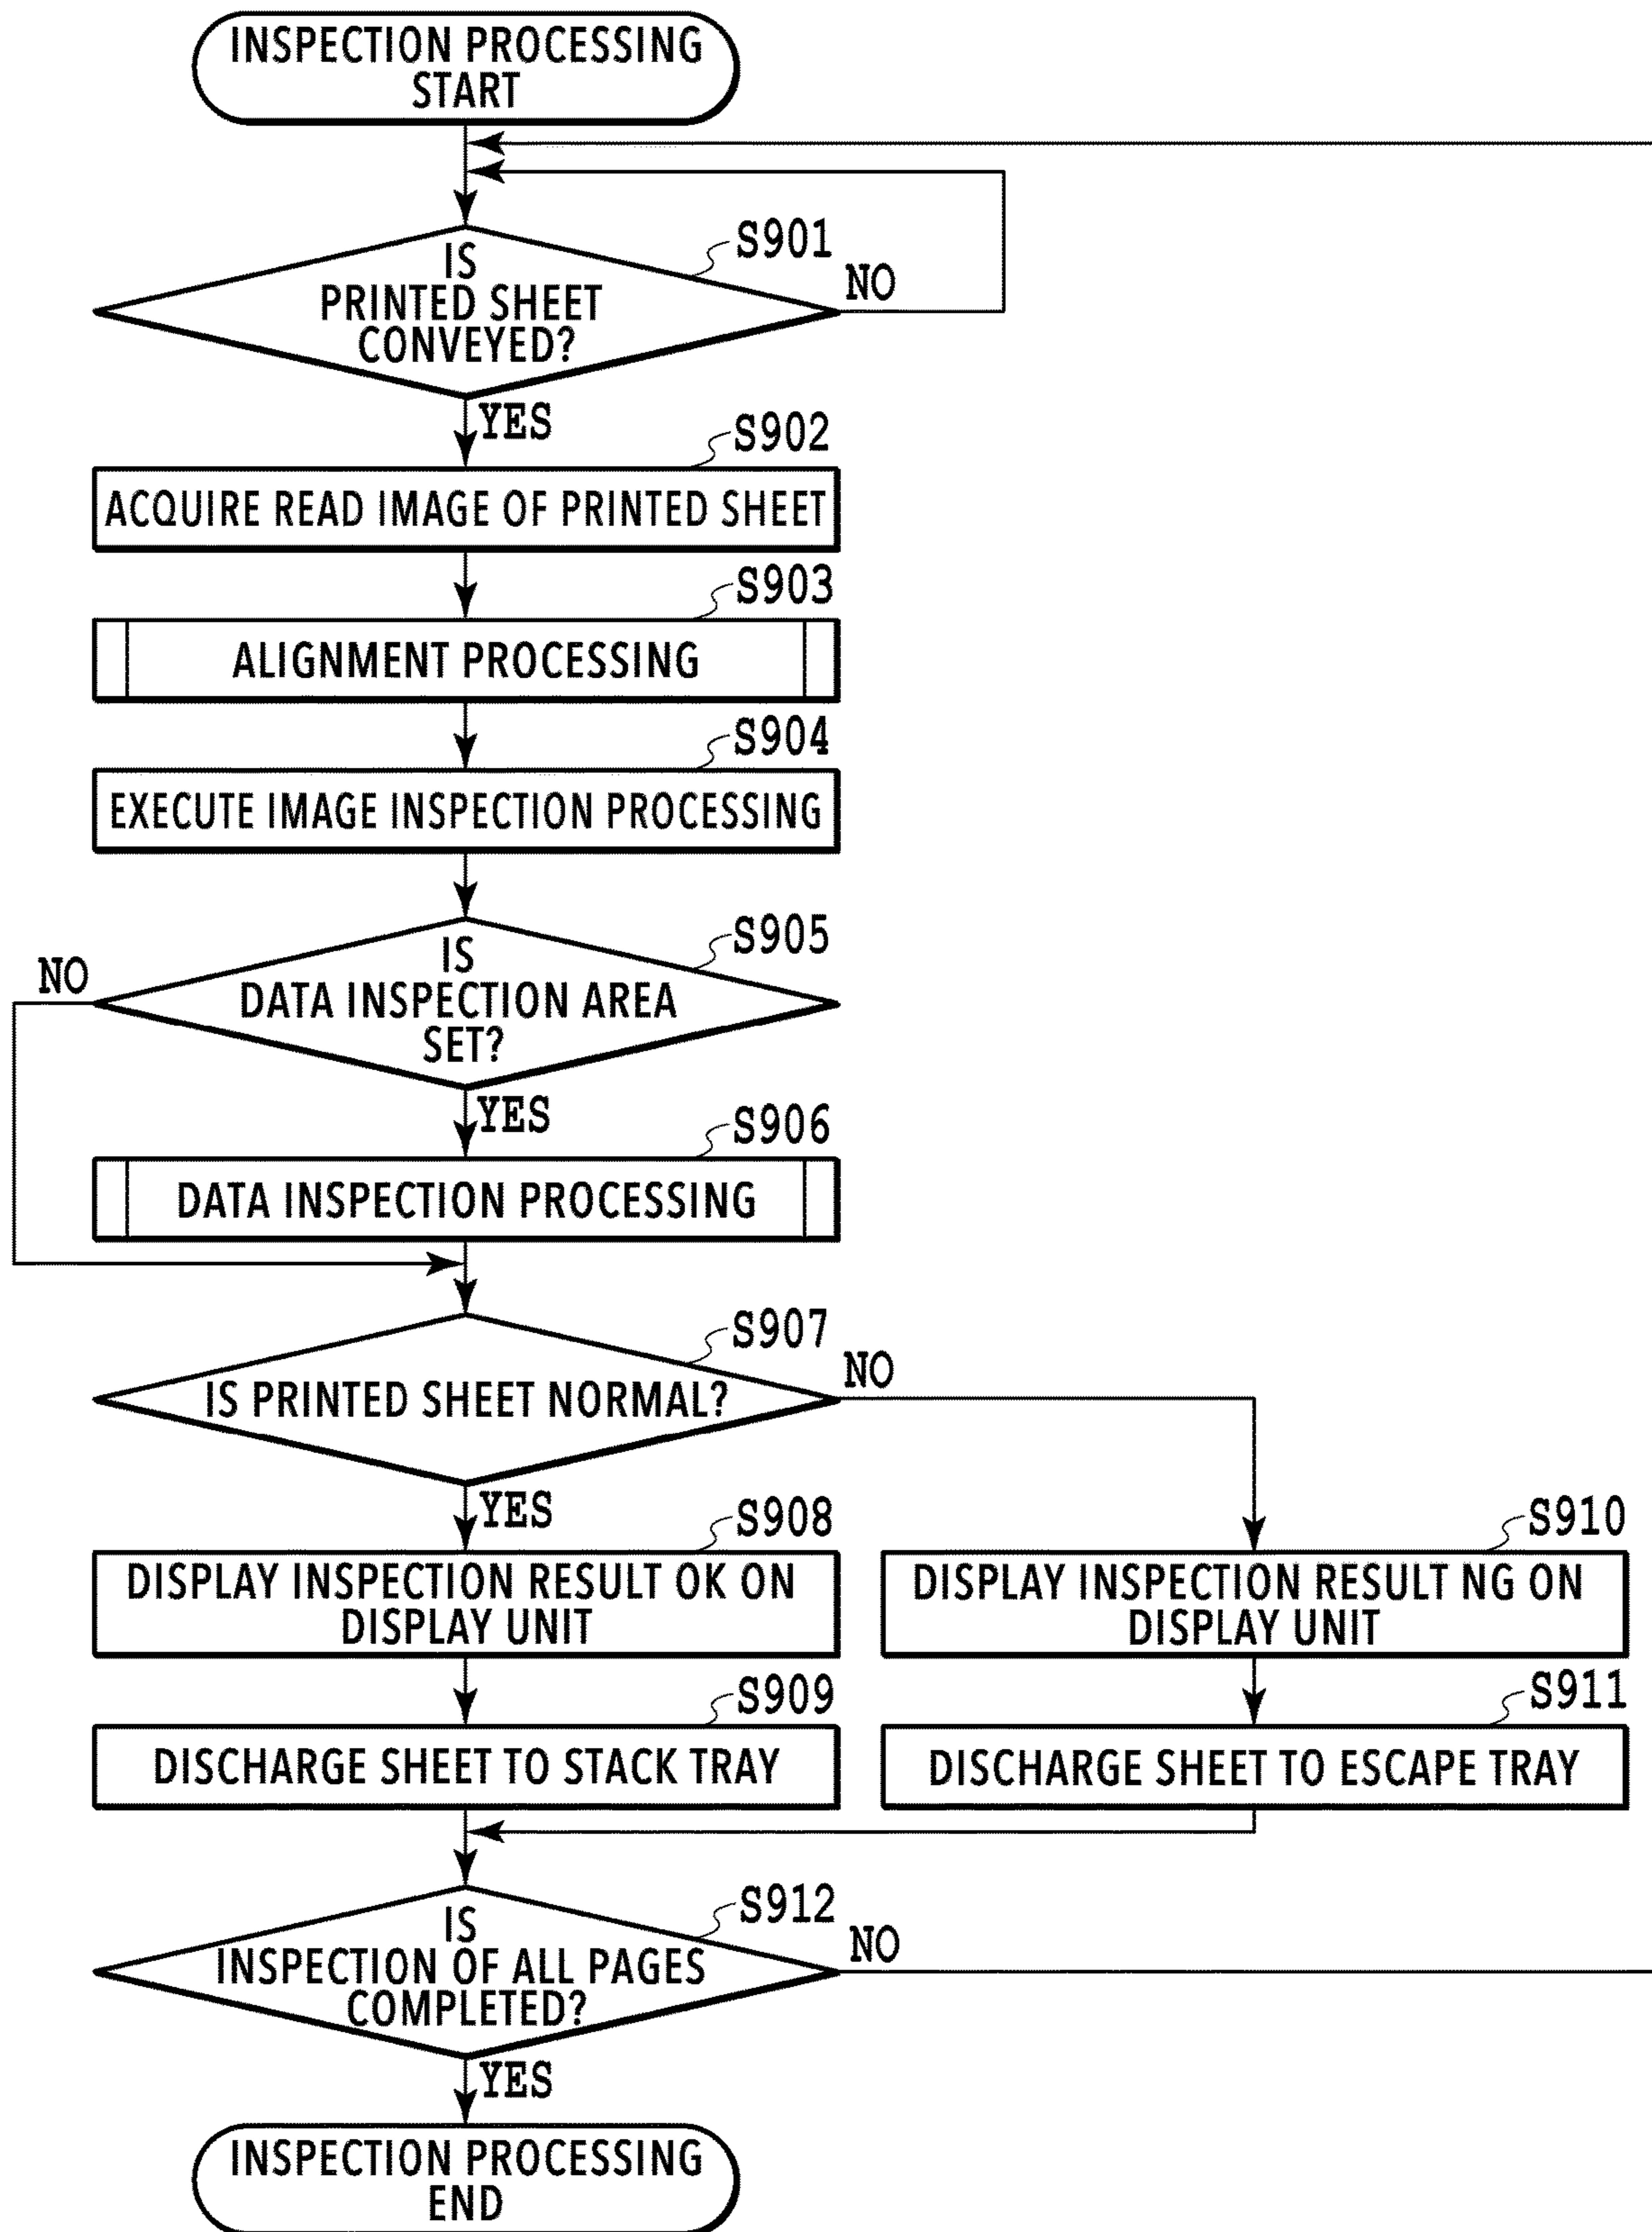 INSPECTION PROCESSING
START
S901
IS
PRINTED SHEET
CONVEYED?
NO
YES
S902
ACQUIRE READ IMAGE OF PRINTED SHEET
S903
ALIGNMENT PROCESSING
S904
EXECUTE IMAGE INSPECTION PROCESSING
S905
IS
DATA INSPECTION AREA
SET?
NO
YES
S906
DATA INSPECTION PROCESSING
S907
IS PRINTED SHEET NORMAL?
NO
YES
S908
DISPLAY INSPECTION RESULT OK ON
DISPLAY UNIT
S910
DISPLAY INSPECTION RESULT NG ON
DISPLAY UNIT
S909
DISCHARGE SHEET TO STACK TRAY
S911
DISCHARGE SHEET TO ESCAPE TRAY
S912
IS
INSPECTION OF ALL PAGES
COMPLETED?
NO
YES
INSPECTION PROCESSING
END